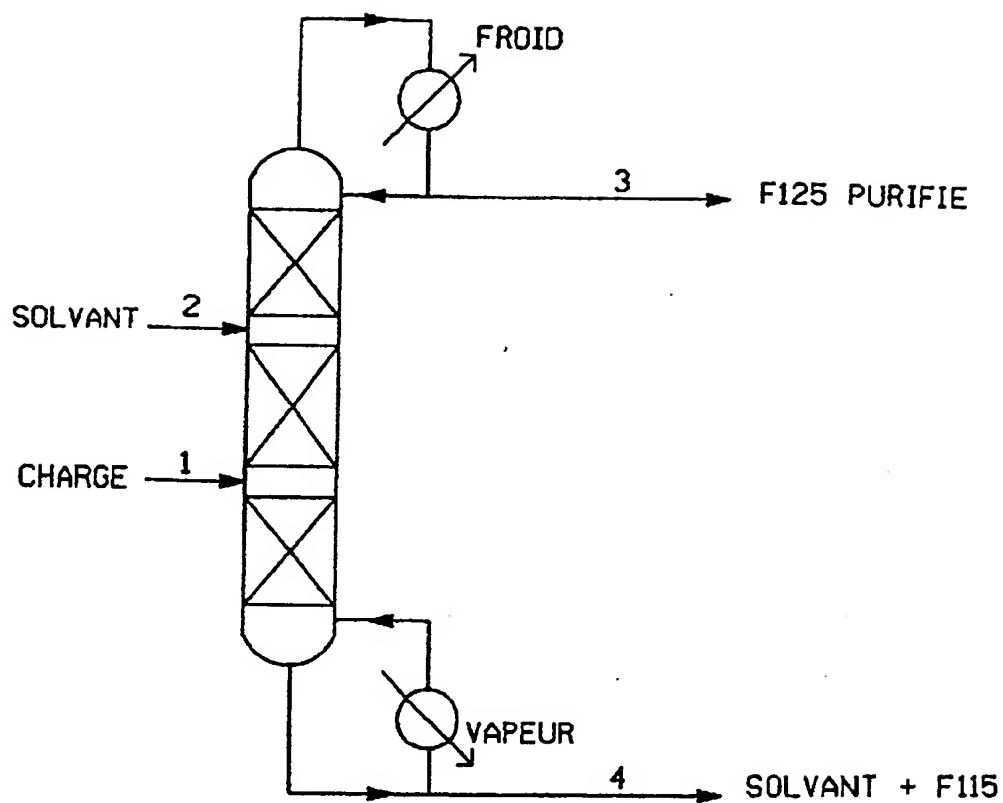 FROID
3
F125 PURIFIE
SOLVANT 2
CHARGE 1
VAPEUR
4
SOLVANT + F115